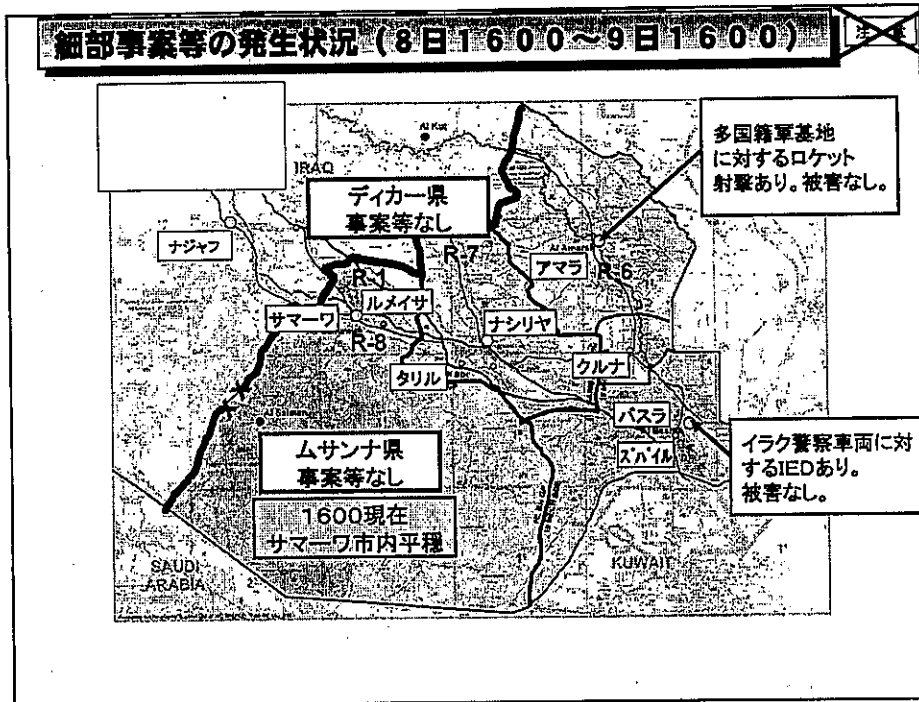 細部事案等の発生状況(8日1600～9日1600)
注
多国籍軍基地
に対するロケット
射撃あり。被害なし。
Al Kut
IRAQ
ディカー県
事案等なし
ナジャフ
R-7
アマラ
R-6
R-1
ルメイサ
サマーワ
ナシリヤ
R-8
クルナ
タリル
バスラ
ズバイル
イラク警察車両に対
するIEDあり。
被害なし。
ムサンナ県
事案等なし
1600現在
サマーワ市内平穏
SAUDI
ARABIA
KUWAIT